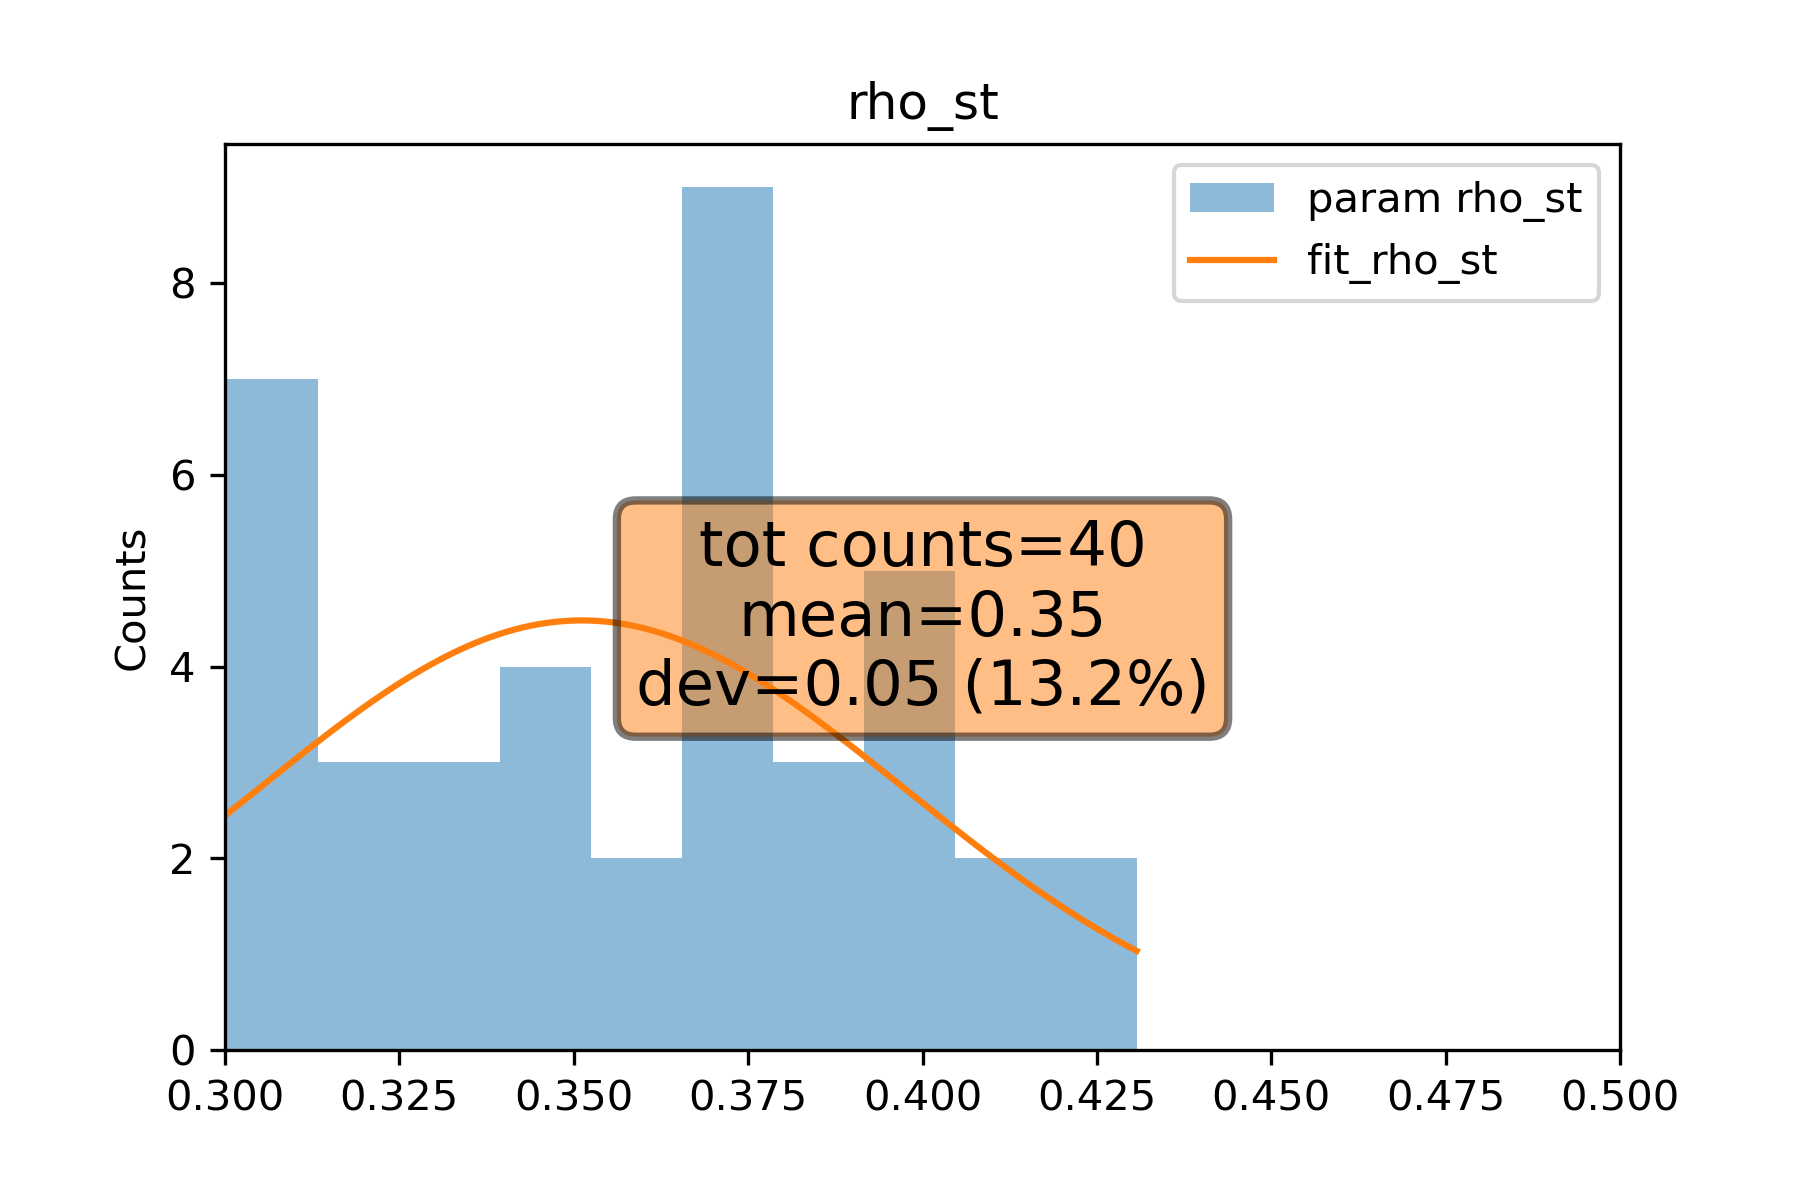 rho_st
param rho_st
fit_rho_st
8
6
4
2
0
Counts
tot counts=40
mean=0.35
dev=0.05 (13.2%)
0.300 0.325 0.350 0.375 0.400 0.425 0.450 0.475 0.500